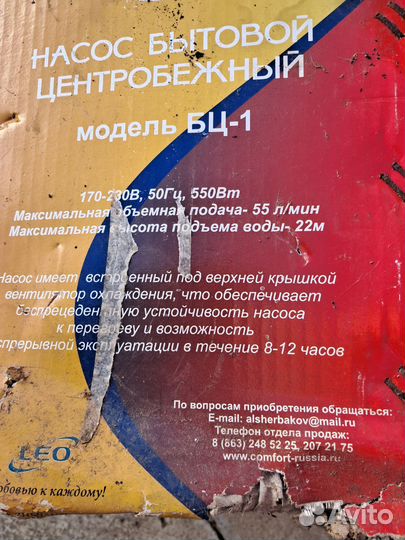 НАСОС БЫТОВОЙ
ЦЕНТРОБЕЖНЫЙ
модель БЦ-1
170-230В, 50Гц, 550Вт
Максимальная объемная подача- 55 л/мин
Максимальная высота подъема воды- 22м
Насос имеет встроенный под верхней крышкой
вентилятор охлаждения, что обеспечивает
беспрецедентную устойчивость насоса
к перегреву и возможность
спрерывной эксплуатации в течение 8-12 часов
По вопросам приобретения обращаться:
E-mail: alsherbakov@mail.ru
Телефон отдела продаж:
8 (863) 248 52 25, 207 21 75
www.comfort-russia.ru
LEO
любовью к каждому!
Avito